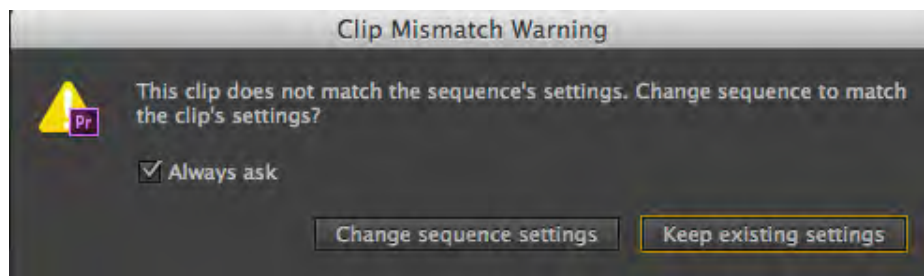 Clip Mismatch Warning
This clip does not match the sequence's settings. Change sequence to match
the clip's settings?
Pr
Always ask
Change sequence settings
Keep existing settings